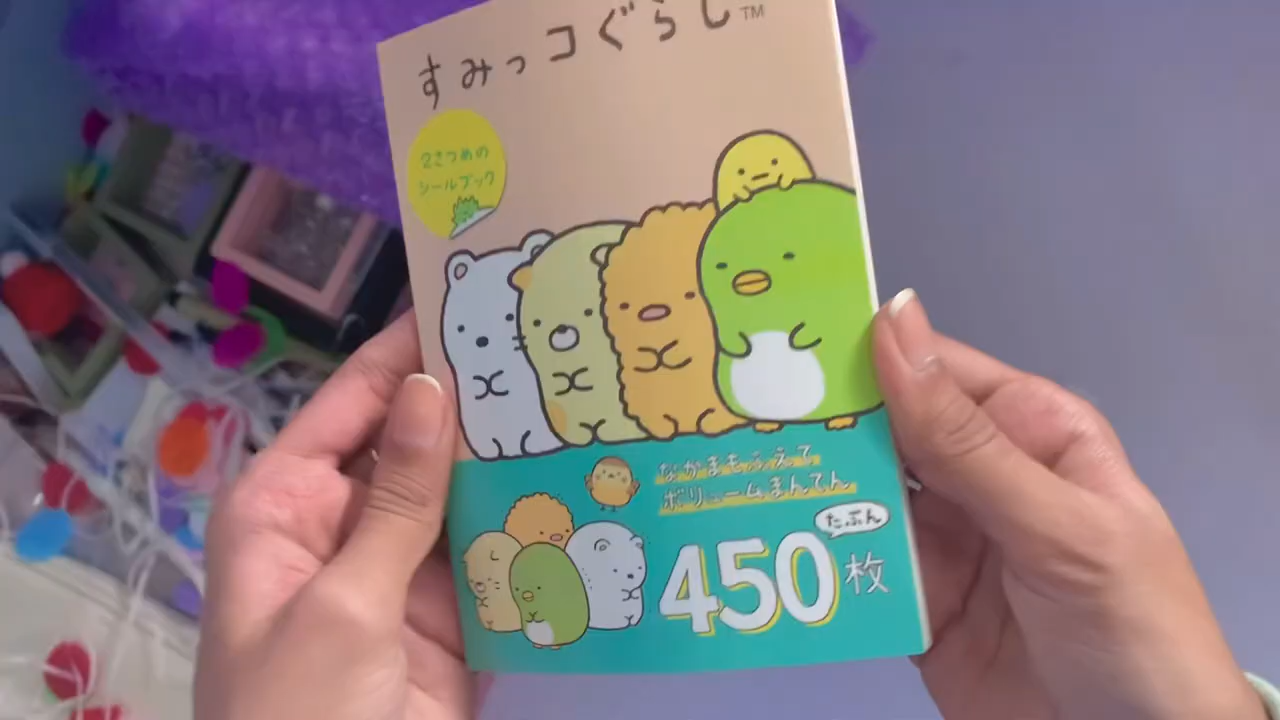 すみっコぐらし™
2さつめの
シールブック
なかまもふえて
ボリュームまんてん
たぶん
450枚